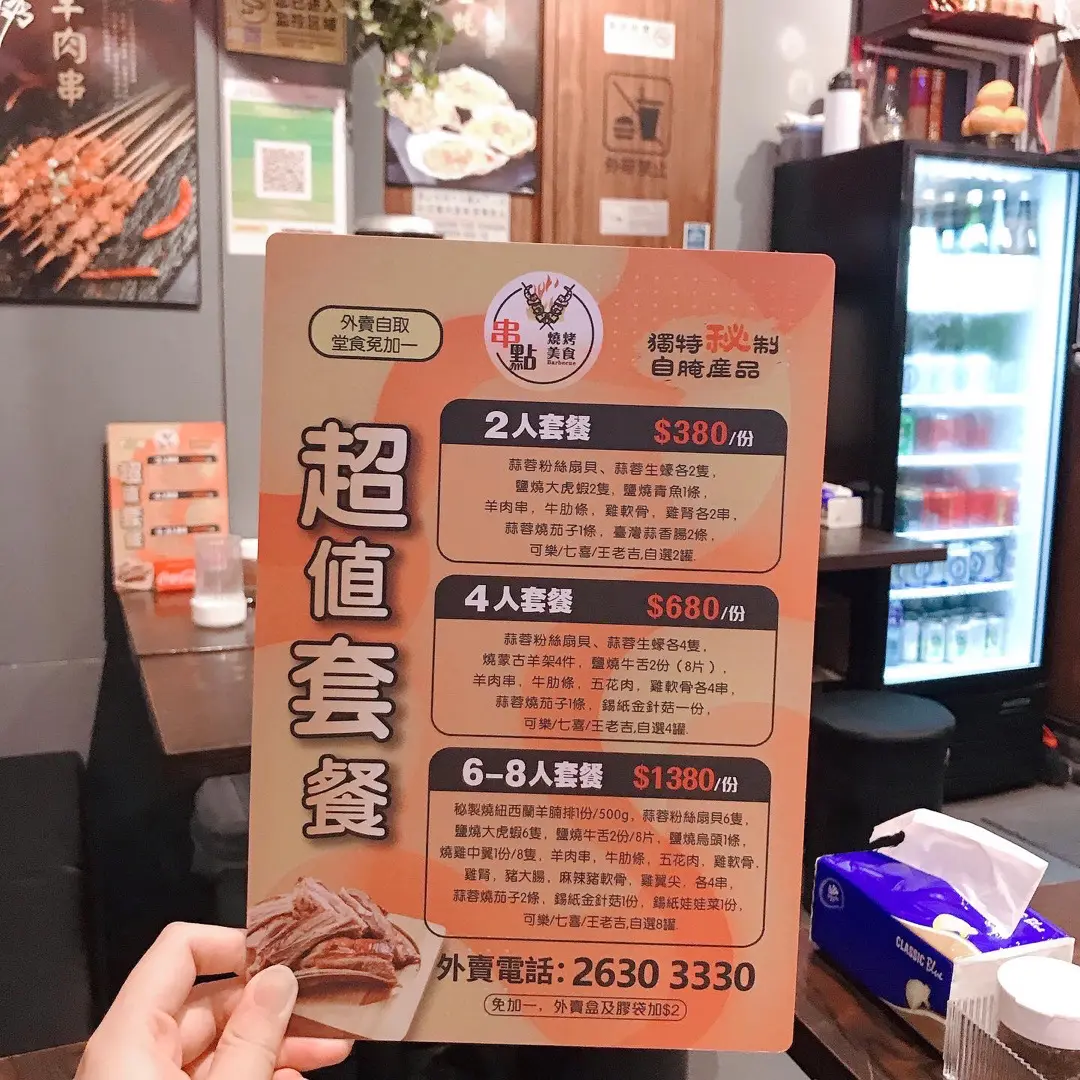 羊肉串
外帶禁止
外賣自取
堂食免加一
串點
燒烤
美食
Barbecue
獨特秘制
自醃產品
超值套餐
2人套餐 $380/份
蒜蓉粉絲扇貝、蒜蓉生蠔各2隻,
鹽燒大虎蝦2隻, 鹽燒青魚1條,
羊肉串, 牛肋條, 雞軟骨, 雞腎各2串,
蒜蓉燒茄子1條, 臺灣蒜香腸2條,
可樂/七喜/王老吉,自選2罐.
4人套餐 $680/份
蒜蓉粉絲扇貝、蒜蓉生蠔各4隻,
燒蒙古羊架4件, 鹽燒牛舌2份(8片),
羊肉串, 牛肋條, 五花肉, 雞軟骨各4串,
蒜蓉燒茄子1條, 錫紙金針菇一份,
可樂/七喜/王老吉,自選4罐.
6-8人套餐 $1380/份
秘製燒紐西蘭羊腩排1份/500g, 蒜蓉粉絲扇貝6隻,
鹽燒大虎蝦6隻, 鹽燒牛舌2份/8片, 鹽燒烏頭1條,
燒雞中翼1份/8隻, 羊肉串, 牛肋條, 五花肉, 雞軟骨,
雞腎, 豬大腸, 麻辣豬軟骨, 雞翼尖, 各4串,
蒜蓉燒茄子2條, 錫紙金針菇1份, 錫紙娃娃菜1份,
可樂/七喜/王老吉,自選8罐.
外賣電話: 2630 3330
免加一, 外賣盒及膠袋加$2
超值套餐
CLASSIC Blue